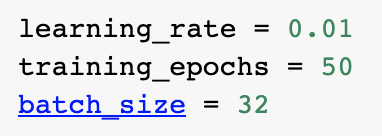 learning_rate = 0.01
training_epochs = 50
batch_size = 32